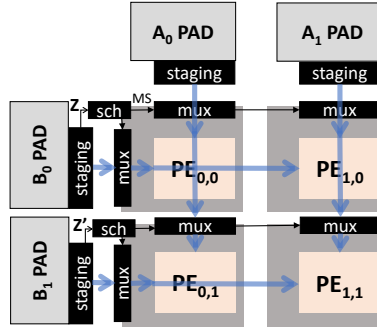 A0 PAD
A1 PAD
staging
staging
Z
sch
MS
mux
mux
B0 PAD
staging
mux
PE0,0
PE1,0
Z'
sch
mux
mux
B1 PAD
staging
mux
PE0,1
PE1,1